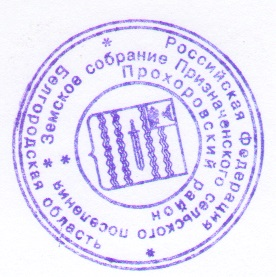 Российская Федерация
Белгородская область
Земское собрание Призначенского сельского поселения
Прохоровский район